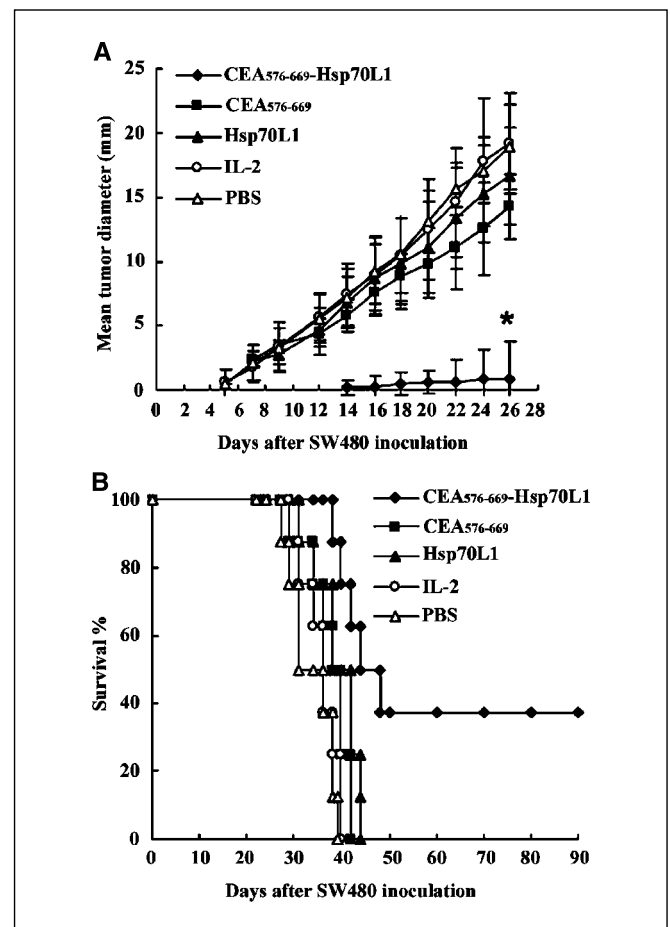 A
25
20
15
10
5
0
Mean tumor diameter (mm)
CEA576-669-Hsp70L1
CEA576-669
Hsp70L1
IL-2
PBS
*
0 2 4 6 8 10 12 14 16 18 20 22 24 26 28
Days after SW480 inoculation
B
100
80
60
40
20
0
Survival %
CEA576-669-Hsp70L1
CEA576-669
Hsp70L1
IL-2
PBS
0 10 20 30 40 50 60 70 80 90
Days after SW480 inoculation